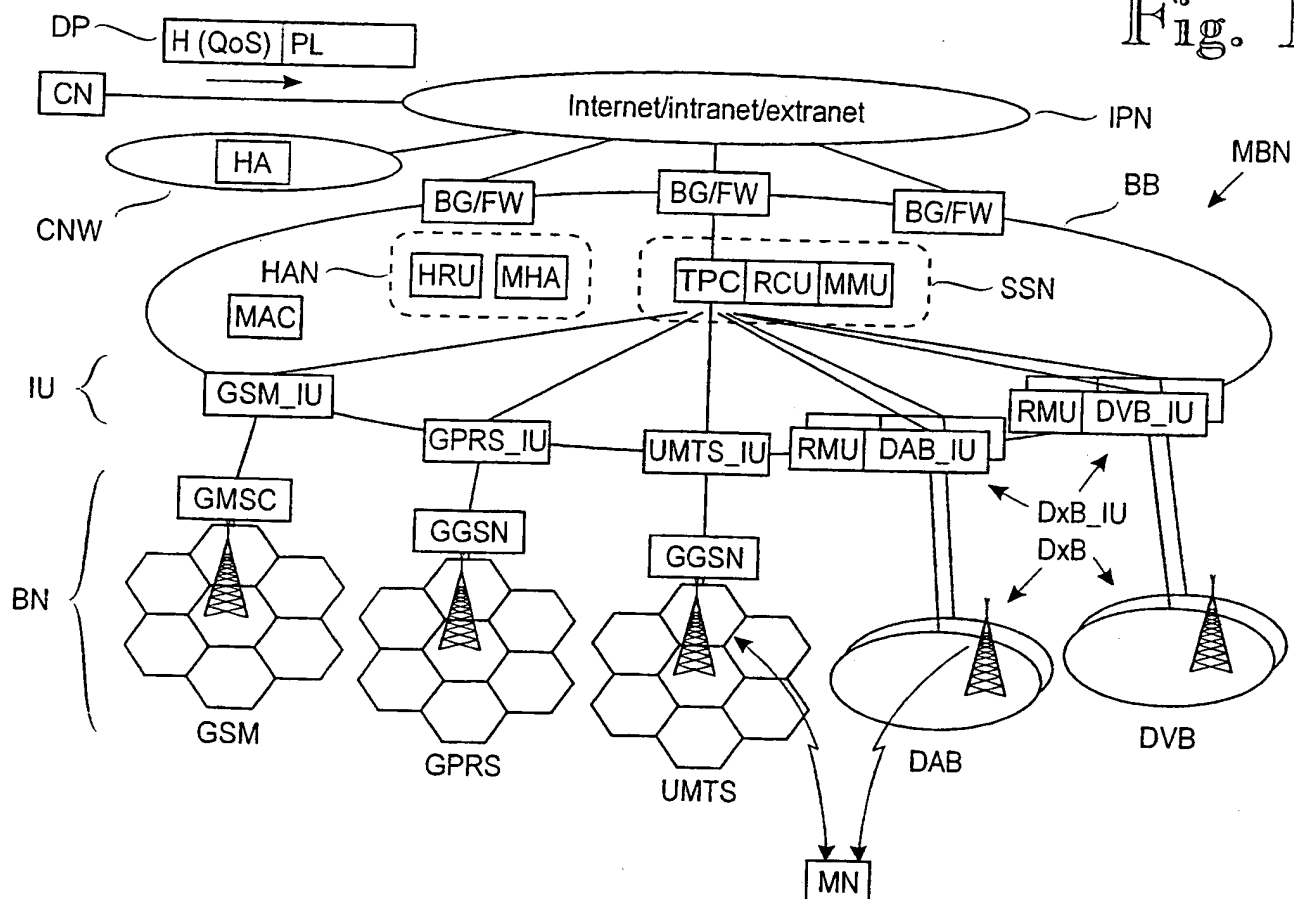 Fig. 1
DP
H (QoS) PL
CN
Internet/intranet/extranet
IPN
HA
MBN
BG/FW
BG/FW
BG/FW
BB
CNW
HAN
HRU MHA
TPC RCU MMU
SSN
MAC
IU
GSM_IU
GPRS_IU
UMTS_IU
RMU DAB_IU
RMU DVB_IU
BN
GMSC
GGSN
GGSN
DxB_IU
DxB
GSM
GPRS
UMTS
DAB
DVB
MN